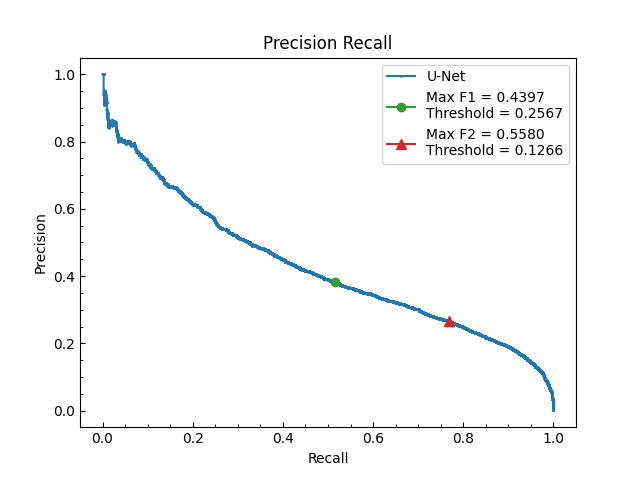 Precision Recall
U-Net
Max F1 = 0.4397
Threshold = 0.2567
Max F2 = 0.5580
Threshold = 0.1266
Precision
1.0
0.8
0.6
0.4
0.2
0.0
0.0 0.2 0.4 0.6 0.8 1.0
Recall